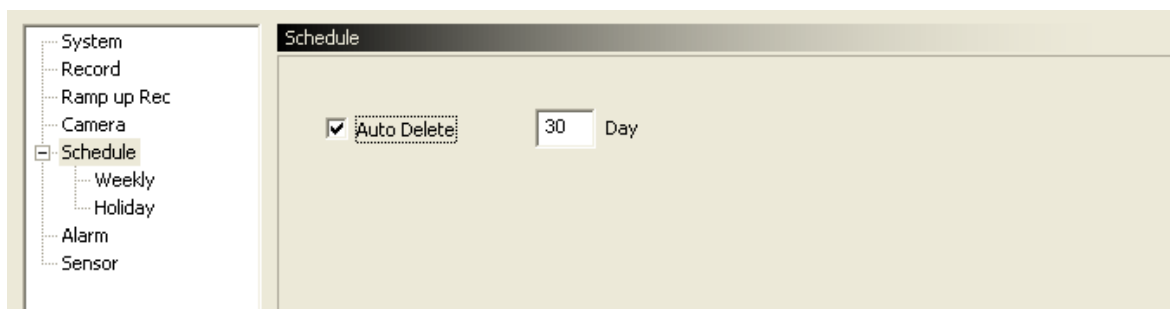 System
Record
Ramp up Rec
Camera
Schedule
Weekly
Holiday
Alarm
Sensor
Schedule
Auto Delete 30 Day